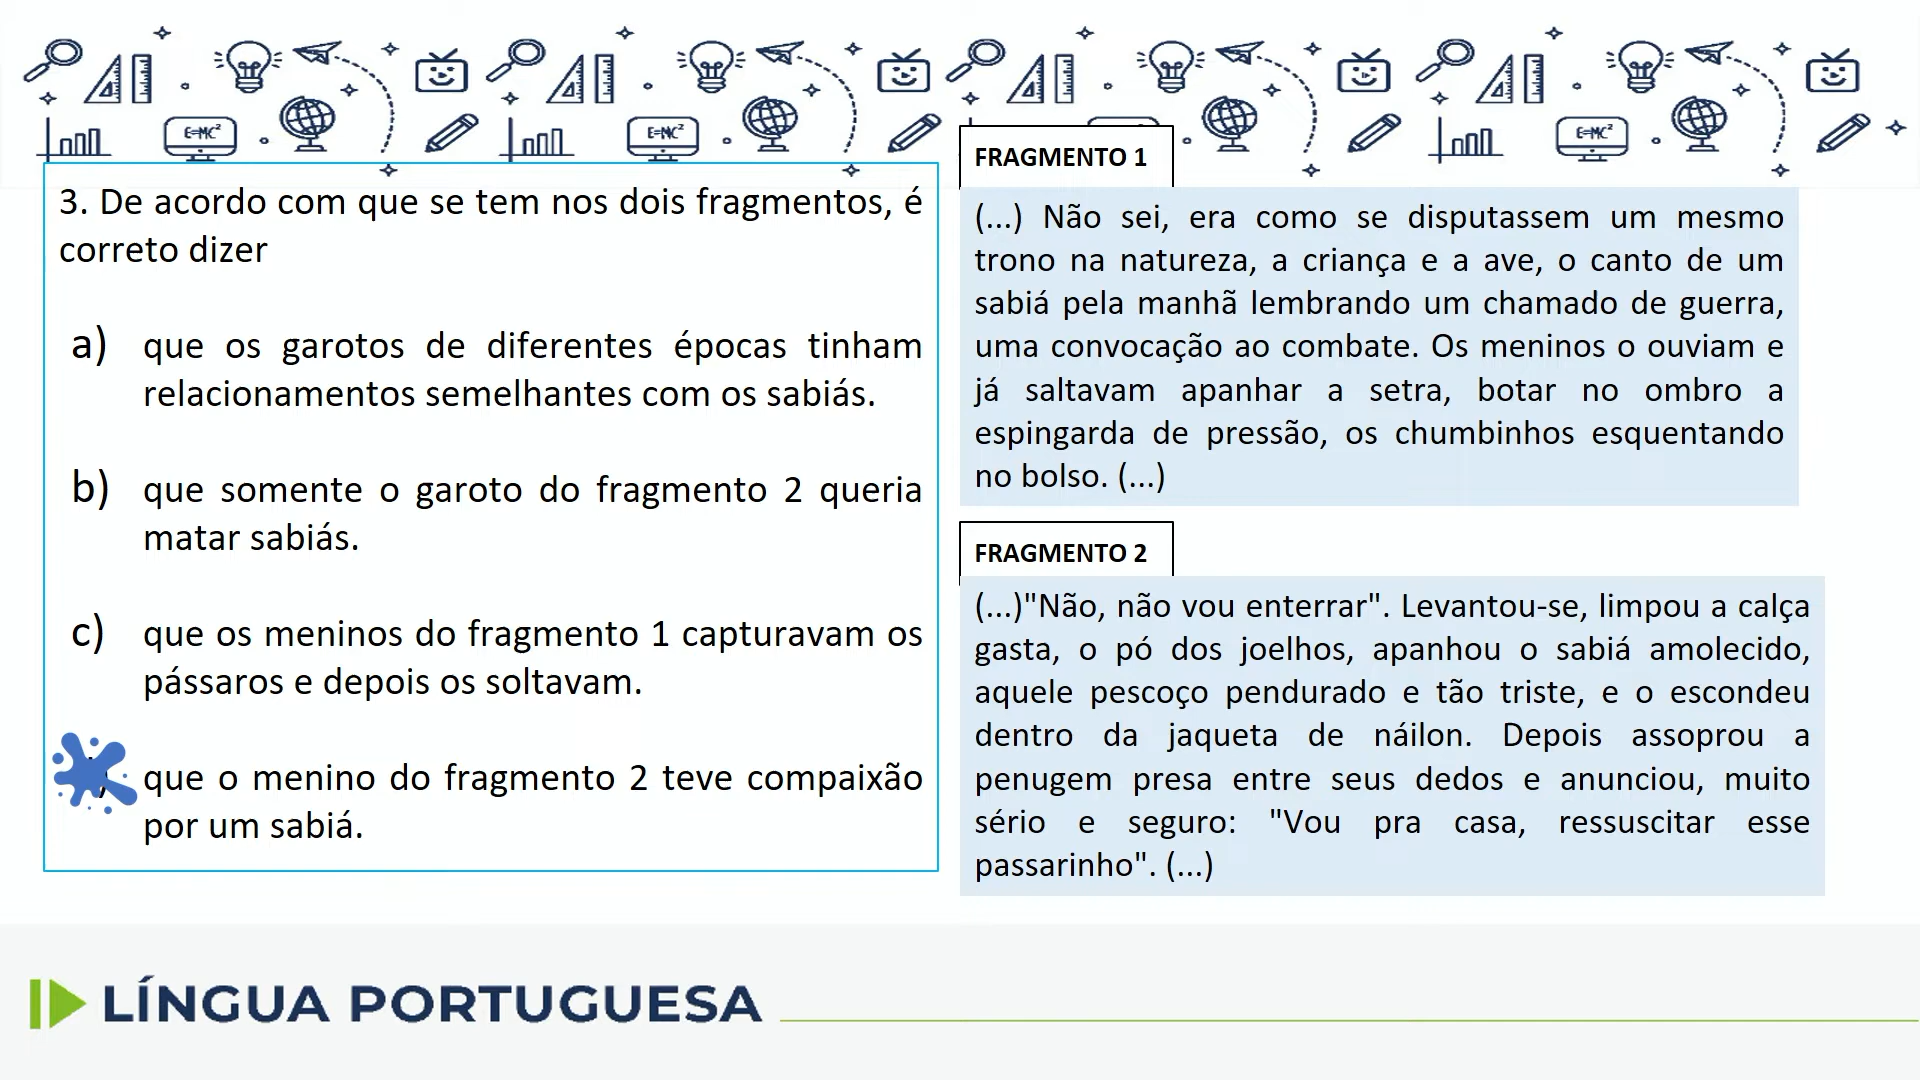 E=MC²
E=MC²
E=MC²
3. De acordo com que se tem nos dois fragmentos, é
correto dizer
a) que os garotos de diferentes épocas tinham
relacionamentos semelhantes com os sabiás.
b) que somente o garoto do fragmento 2 queria
matar sabiás.
c) que os meninos do fragmento 1 capturavam os
pássaros e depois os soltavam.
que o menino do fragmento 2 teve compaixão
por um sabiá.
FRAGMENTO 1
(...) Não sei, era como se disputassem um mesmo
trono na natureza, a criança e a ave, o canto de um
sabiá pela manhã lembrando um chamado de guerra,
uma convocação ao combate. Os meninos o ouviam e
já saltavam apanhar a setra, botar no ombro a
espingarda de pressão, os chumbinhos esquentando
no bolso. (...)
FRAGMENTO 2
(...)"Não, não vou enterrar". Levantou-se, limpou a calça
gasta, o pó dos joelhos, apanhou o sabiá amolecido,
aquele pescoço pendurado e tão triste, e o escondeu
dentro da jaqueta de náilon. Depois assoprou a
penugem presa entre seus dedos e anunciou, muito
sério e seguro: "Vou pra casa, ressuscitar esse
passarinho". (...)
LÍNGUA PORTUGUESA